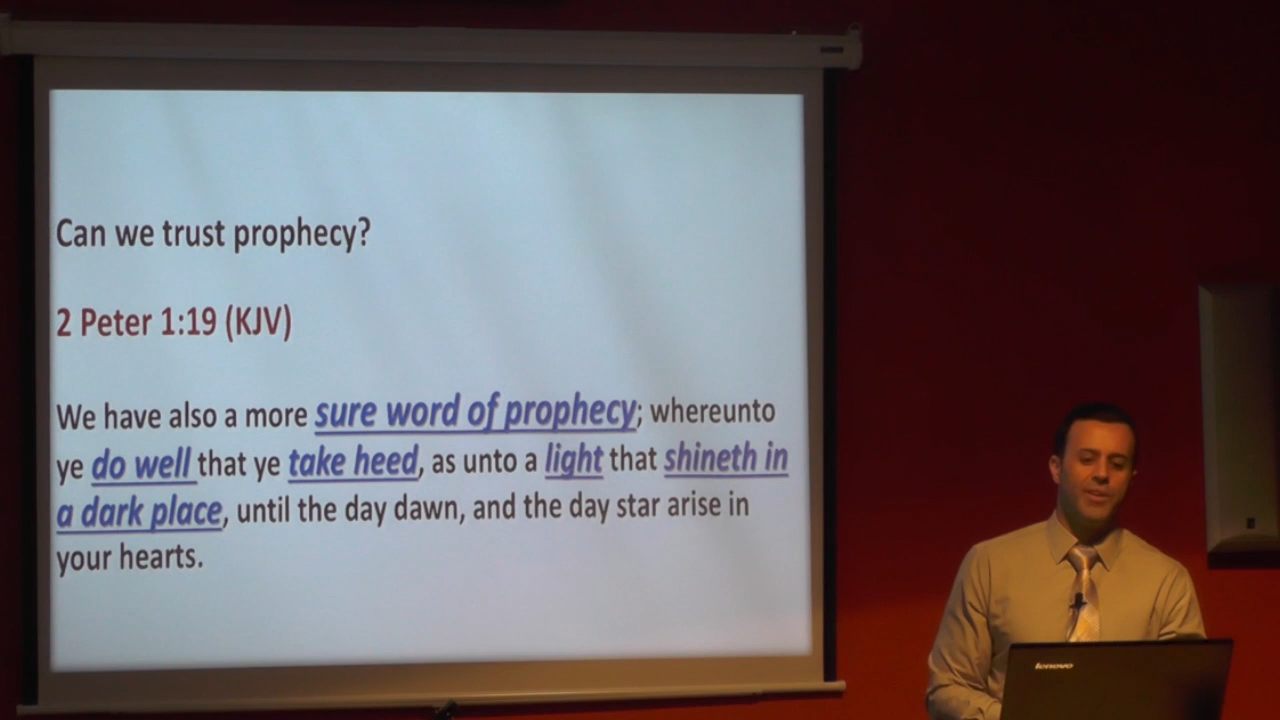 Can we trust prophecy?
2 Peter 1:19 (KJV)
We have also a more sure word of prophecy; whereunto
ye do well that ye take heed, as unto a light that shineth in
a dark place, until the day dawn, and the day star arise in
your hearts.
lenovo